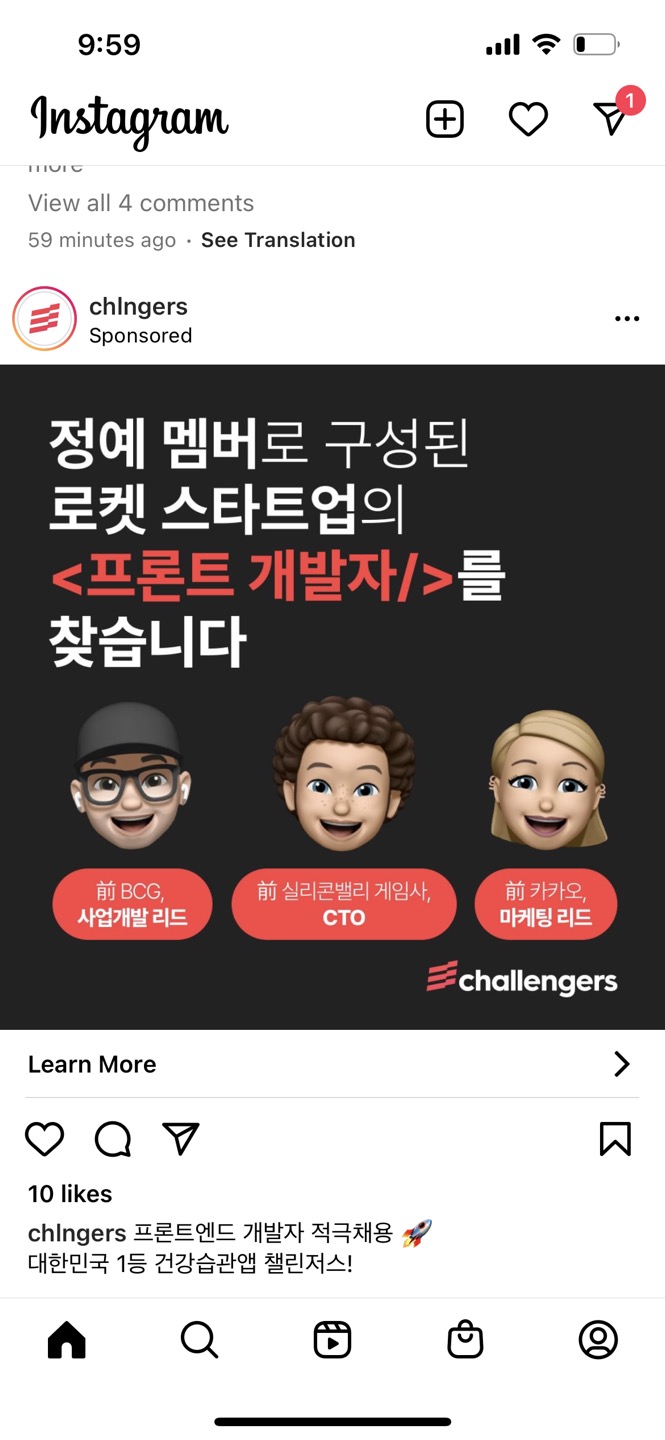 9:59
Instagram
1
more
View all 4 comments
59 minutes ago · See Translation
chlngers
Sponsored
정예 멤버로 구성된
로켓 스타트업의
<프론트 개발자/>를
찾습니다
前 BCG,
사업개발 리드
前 실리콘밸리 게임사,
CTO
前 카카오,
마케팅 리드
challengers
Learn More
10 likes
chlngers 프론트엔드 개발자 적극채용 🚀
대한민국 1등 건강습관앱 챌린저스!